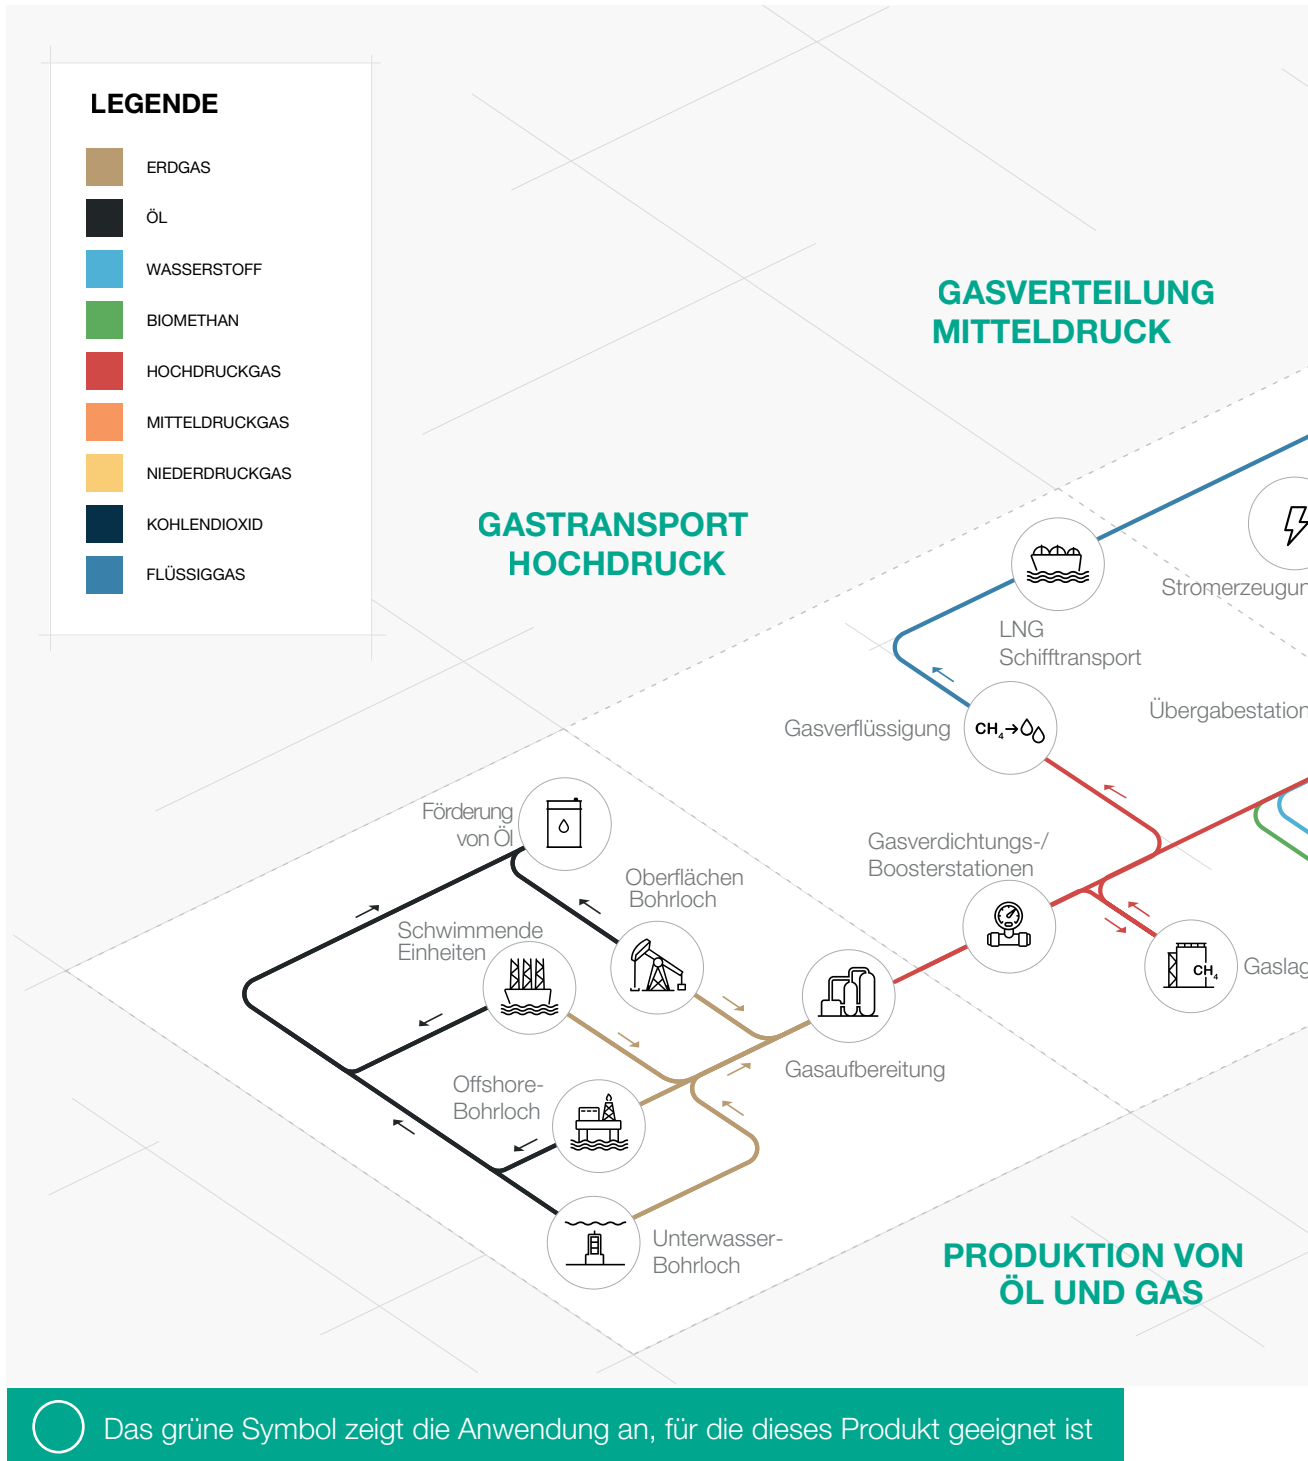 LEGENDE
ERDGAS
ÖL
WASSERSTOFF
BIOMETHAN
HOCHDRUCKGAS
MITTELDRUCKGAS
NIEDERDRUCKGAS
KOHLENDIOXID
FLÜSSIGGAS
GASVERTEILUNG
MITTELDRUCK
GASTRANSPORT
HOCHDRUCK
Stromerzeugun
LNG
Schifftransport
Übergabestation
Gasverflüssigung
CH₄→
Förderung
von Öl
Gasverdichtungs-/
Boosterstationen
Oberflächen
Bohrloch
Schwimmende
Einheiten
CH₄
Gaslag
Gasaufbereitung
Offshore-
Bohrloch
Unterwasser-
Bohrloch
PRODUKTION VON
ÖL UND GAS
Das grüne Symbol zeigt die Anwendung an, für die dieses Produkt geeignet ist